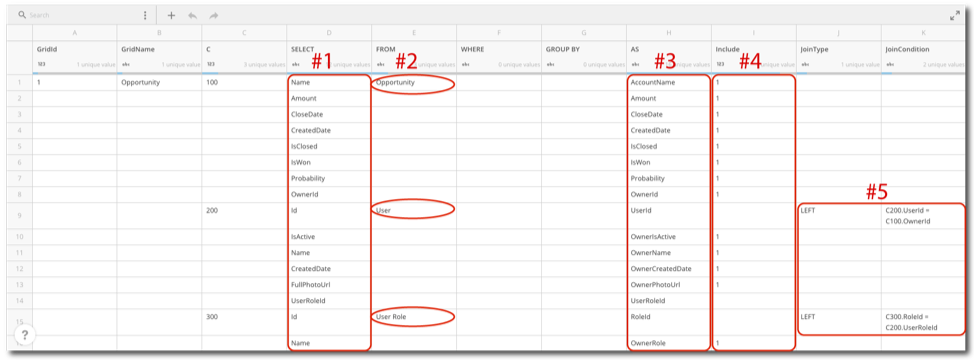 Search
A B C D E F G H I J K
GridId GridName C SELECT FROM WHERE GROUP BY AS Include JoinType JoinCondition
#1 #2 #3 #4
123 1 unique value abc 1 unique value 123 3 unique values abc unique values abc unique values abc 0 unique values abc 0 unique values abc unique values 123 unique values abc 1 unique value abc 2 unique values
1 1 Opportunity 100 Name Opportunity AccountName 1
2 Amount Amount 1
3 CloseDate CloseDate 1
4 CreatedDate CreatedDate 1
5 IsClosed IsClosed 1
6 IsWon IsWon 1
7 Probability Probability 1
8 OwnerId OwnerId 1
#5
9 200 Id User UserId LEFT C200.UserId =
C100.OwnerId
10 IsActive OwnerIsActive 1
11 Name OwnerName 1
12 CreatedDate OwnerCreatedDate 1
13 FullPhotoUrl OwnerPhotoUrl 1
14 UserRoleId UserRoleId
15 300 Id User Role RoleId LEFT C300.RoleId =
C200.UserRoleId
?
Name OwnerRole 1